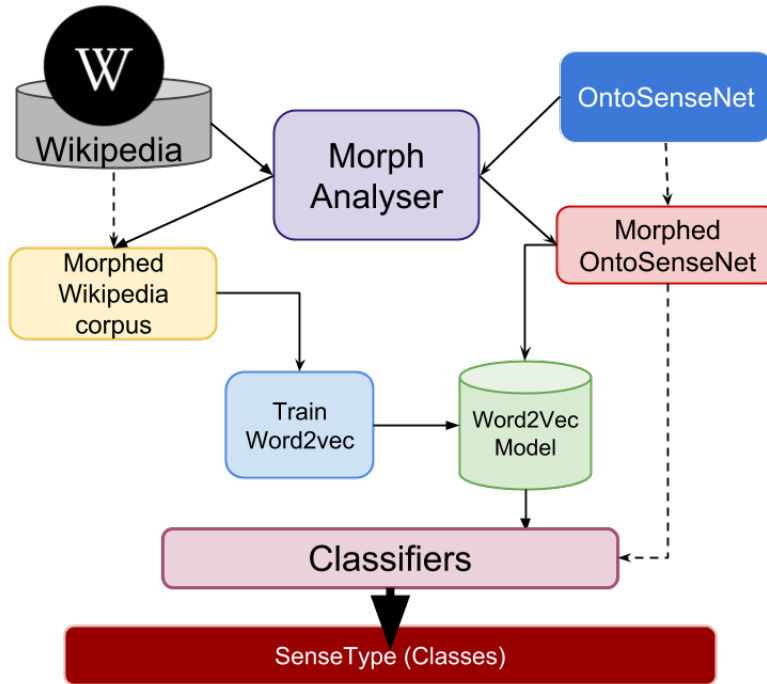 W
Wikipedia
OntoSenseNet
Morph
Analyser
Morphed
Wikipedia
corpus
Morphed
OntoSenseNet
Train
Word2vec
Word2Vec
Model
Classifiers
SenseType (Classes)